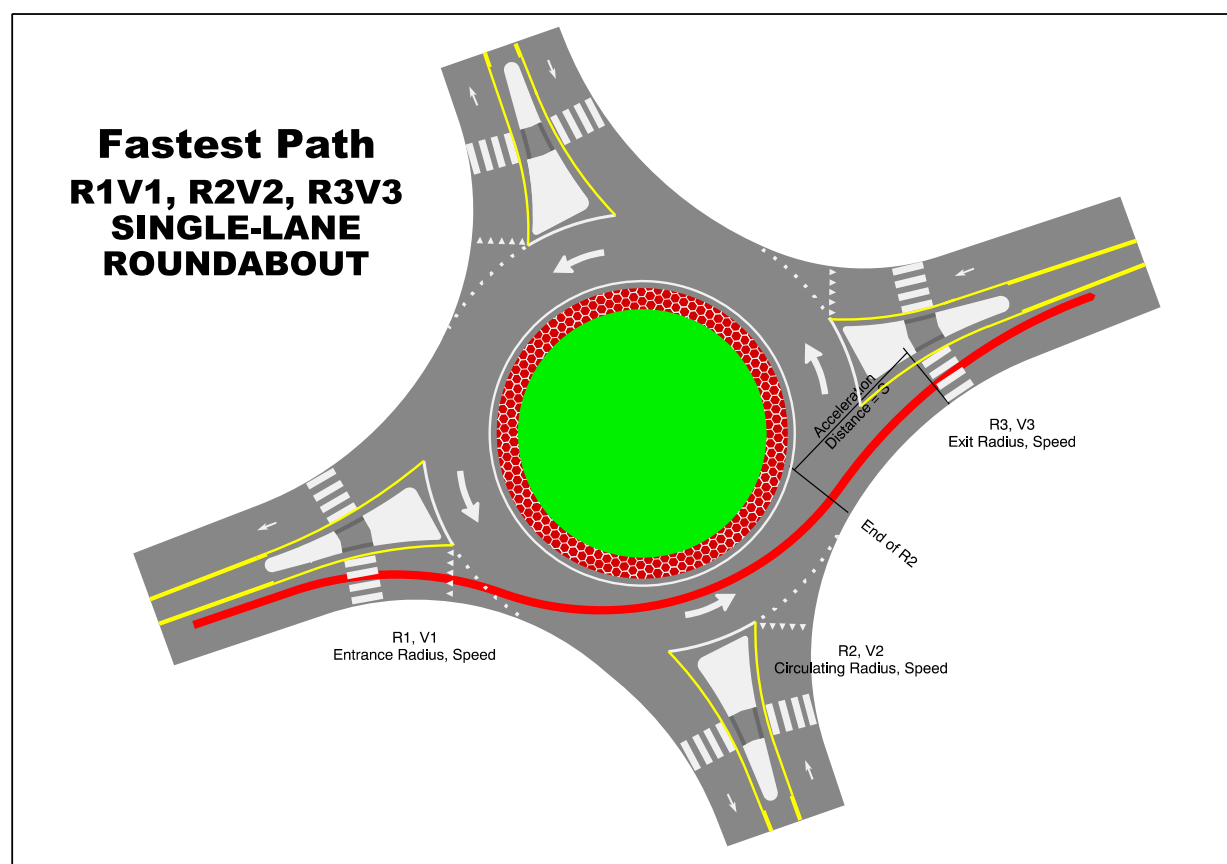 Fastest Path
R1V1, R2V2, R3V3
SINGLE-LANE
ROUNDABOUT
Acceleration
Distance = S
R3, V3
Exit Radius, Speed
End of R2
R1, V1
Entrance Radius, Speed
R2, V2
Circulating Radius, Speed